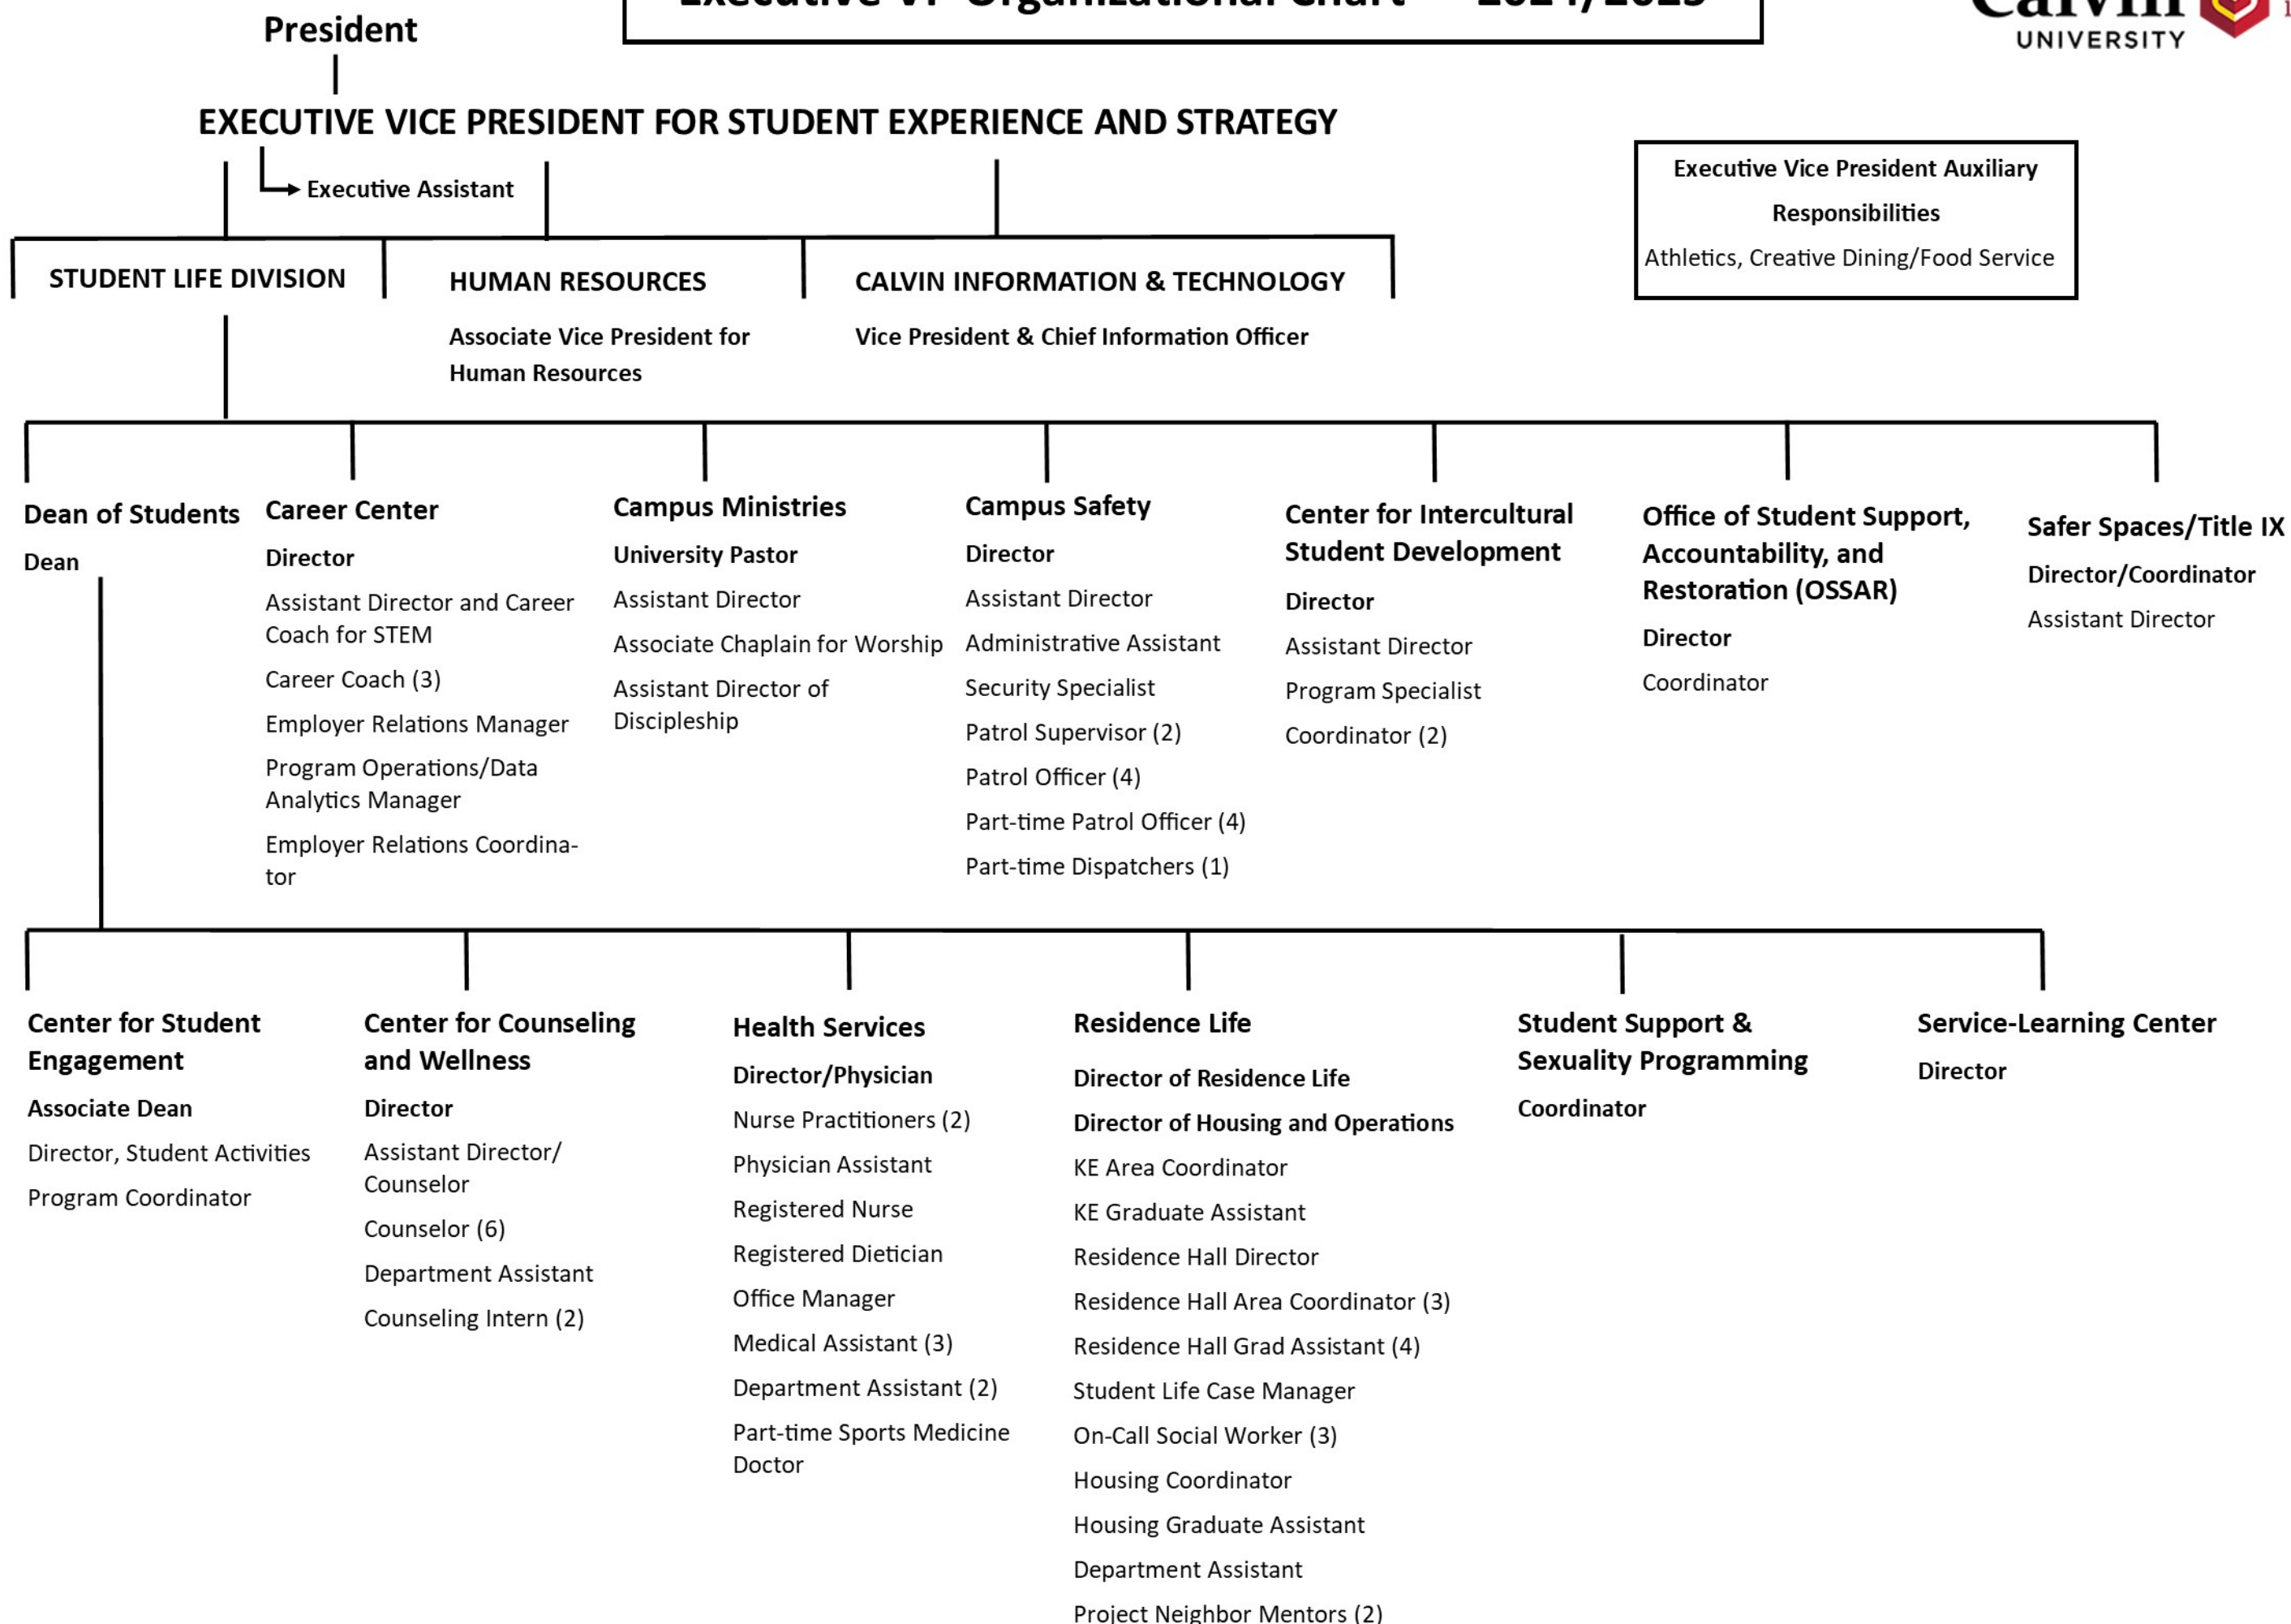 Executive VP Organizational Chart — 2024/2025
Calvin
UNIVERSITY
President
EXECUTIVE VICE PRESIDENT FOR STUDENT EXPERIENCE AND STRATEGY
Executive Assistant
Executive Vice President Auxiliary
Responsibilities
Athletics, Creative Dining/Food Service
STUDENT LIFE DIVISION
HUMAN RESOURCES
Associate Vice President for
Human Resources
CALVIN INFORMATION & TECHNOLOGY
Vice President & Chief Information Officer
Dean of Students
Dean
Career Center
Director
Assistant Director and Career
Coach for STEM
Career Coach (3)
Employer Relations Manager
Program Operations/Data
Analytics Manager
Employer Relations Coordina-
tor
Campus Ministries
University Pastor
Assistant Director
Associate Chaplain for Worship
Assistant Director of
Discipleship
Campus Safety
Director
Assistant Director
Administrative Assistant
Security Specialist
Patrol Supervisor (2)
Patrol Officer (4)
Part-time Patrol Officer (4)
Part-time Dispatchers (1)
Center for Intercultural
Student Development
Director
Assistant Director
Program Specialist
Coordinator (2)
Office of Student Support,
Accountability, and
Restoration (OSSAR)
Director
Coordinator
Safer Spaces/Title IX
Director/Coordinator
Assistant Director
Center for Student
Engagement
Associate Dean
Director, Student Activities
Program Coordinator
Center for Counseling
and Wellness
Director
Assistant Director/
Counselor
Counselor (6)
Department Assistant
Counseling Intern (2)
Health Services
Director/Physician
Nurse Practitioners (2)
Physician Assistant
Registered Nurse
Registered Dietician
Office Manager
Medical Assistant (3)
Department Assistant (2)
Part-time Sports Medicine
Doctor
Residence Life
Director of Residence Life
Director of Housing and Operations
KE Area Coordinator
KE Graduate Assistant
Residence Hall Director
Residence Hall Area Coordinator (3)
Residence Hall Grad Assistant (4)
Student Life Case Manager
On-Call Social Worker (3)
Housing Coordinator
Housing Graduate Assistant
Department Assistant
Project Neighbor Mentors (2)
Student Support &
Sexuality Programming
Coordinator
Service-Learning Center
Director